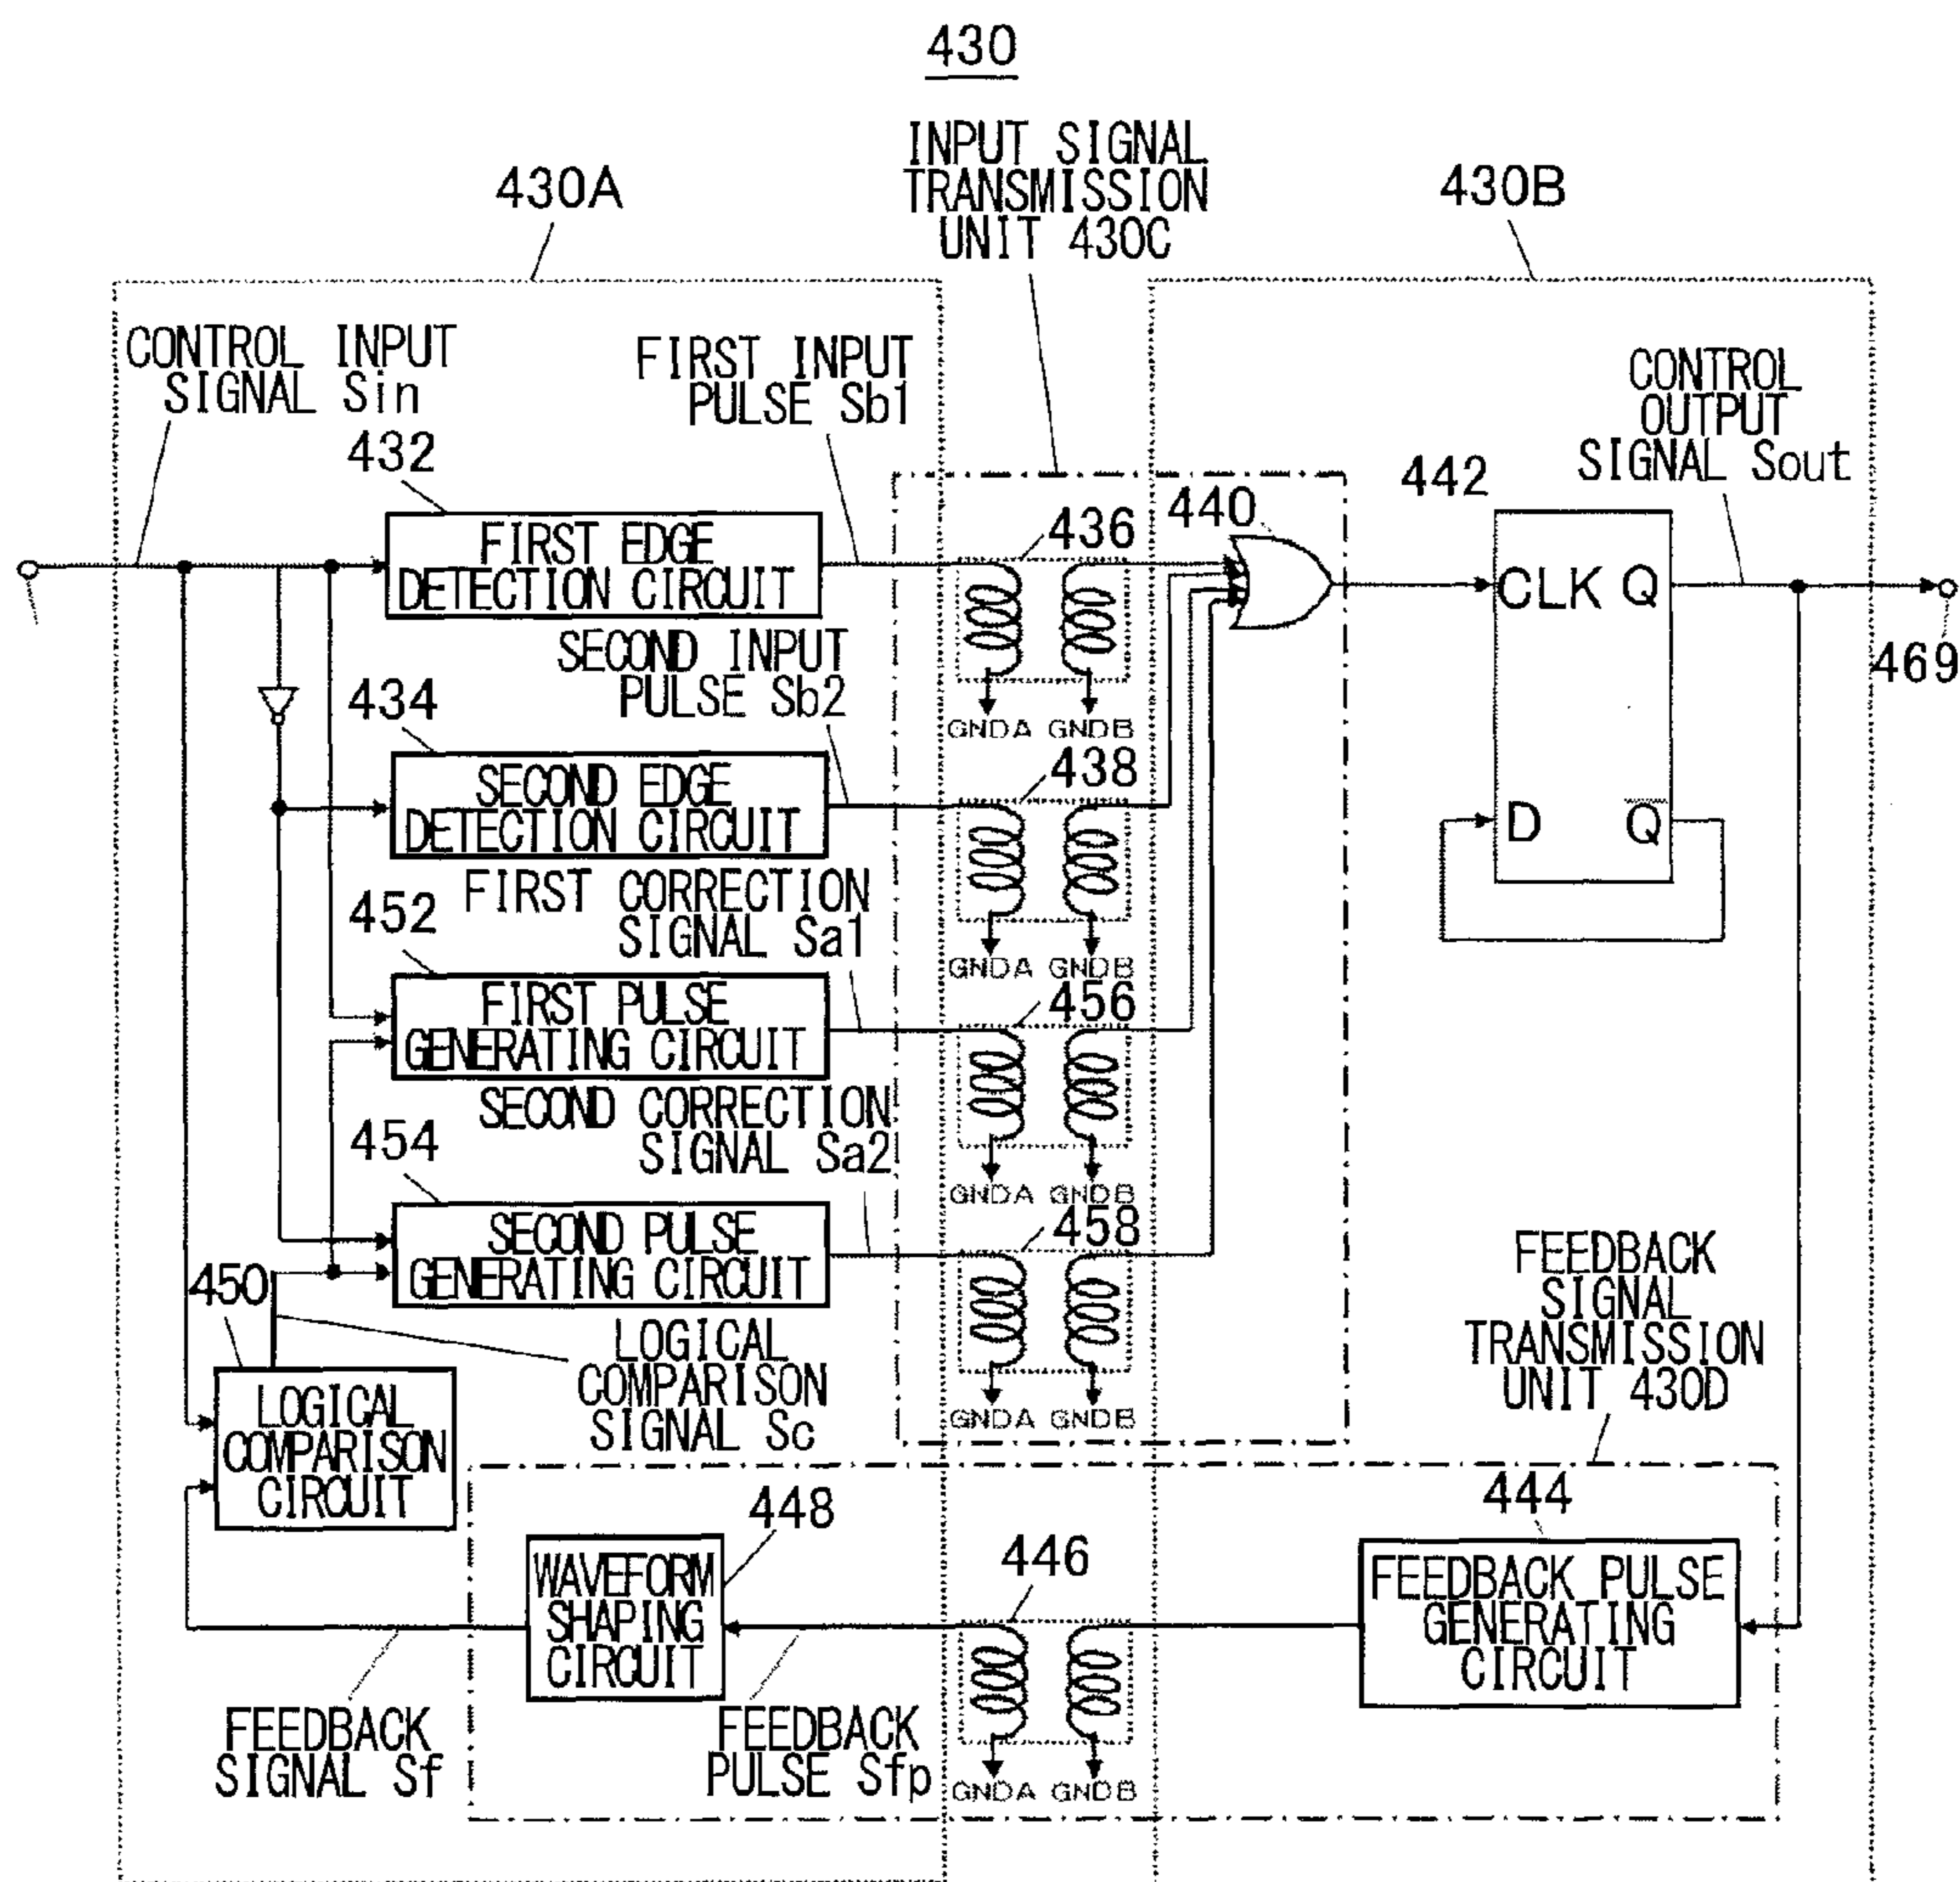 430
INPUT SIGNAL
TRANSMISSION
UNIT 430C
430A
430B
CONTROL INPUT
SIGNAL Sin
FIRST INPUT
PULSE Sb1
CONTROL
OUTPUT
SIGNAL Sout
432
FIRST EDGE
DETECTION CIRCUIT
436
440
442
CLK Q
D Q
469
GNDA GNDB
SECOND INPUT
PULSE Sb2
434
SECOND EDGE
DETECTION CIRCUIT
438
GNDA GNDB
FIRST CORRECTION
SIGNAL Sa1
452
FIRST PULSE
GENERATING CIRCUIT
456
GNDA GNDB
SECOND CORRECTION
SIGNAL Sa2
454
SECOND PULSE
GENERATING CIRCUIT
458
GNDA GNDB
450
LOGICAL
COMPARISON
CIRCUIT
LOGICAL
COMPARISON
SIGNAL Sc
FEEDBACK
SIGNAL
TRANSMISSION
UNIT 430D
448
WAVEFORM
SHAPING
CIRCUIT
446
GNDA GNDB
444
FEEDBACK PULSE
GENERATING
CIRCUIT
FEEDBACK
SIGNAL Sf
FEEDBACK
PULSE Sfp